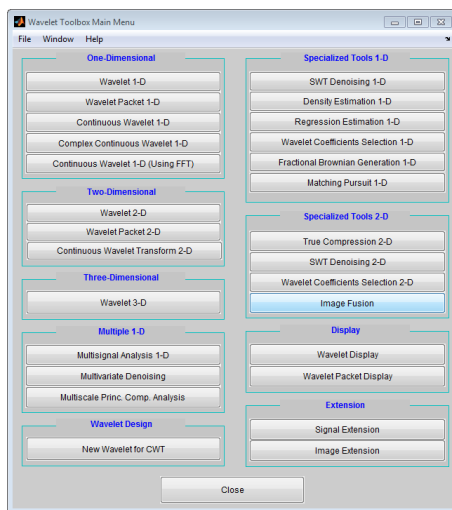 Wavelet Toolbox Main Menu
File Window Help
One-Dimensional
Wavelet 1-D
Wavelet Packet 1-D
Continuous Wavelet 1-D
Complex Continuous Wavelet 1-D
Continuous Wavelet 1-D (Using FFT)
Two-Dimensional
Wavelet 2-D
Wavelet Packet 2-D
Continuous Wavelet Transform 2-D
Three-Dimensional
Wavelet 3-D
Multiple 1-D
Multisignal Analysis 1-D
Multivariate Denoising
Multiscale Princ. Comp. Analysis
Wavelet Design
New Wavelet for CWT
Specialized Tools 1-D
SWT Denoising 1-D
Density Estimation 1-D
Regression Estimation 1-D
Wavelet Coefficients Selection 1-D
Fractional Brownian Generation 1-D
Matching Pursuit 1-D
Specialized Tools 2-D
True Compression 2-D
SWT Denoising 2-D
Wavelet Coefficients Selection 2-D
Image Fusion
Display
Wavelet Display
Wavelet Packet Display
Extension
Signal Extension
Image Extension
Close